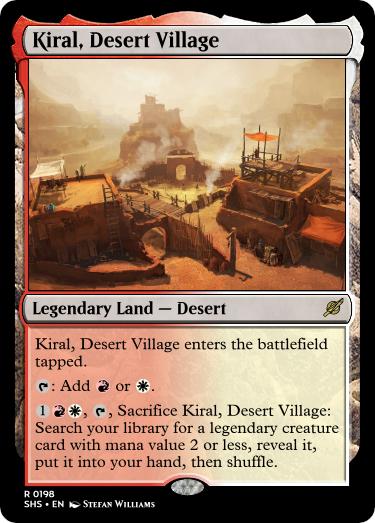 Kiral, Desert Village
Legendary Land — Desert
Kiral, Desert Village enters the battlefield
tapped.
: Add or .
1 , , Sacrifice Kiral, Desert Village:
Search your library for a legendary creature
card with mana value 2 or less, reveal it,
put it into your hand, then shuffle.
R 0198
SHS • EN Stefan Williams